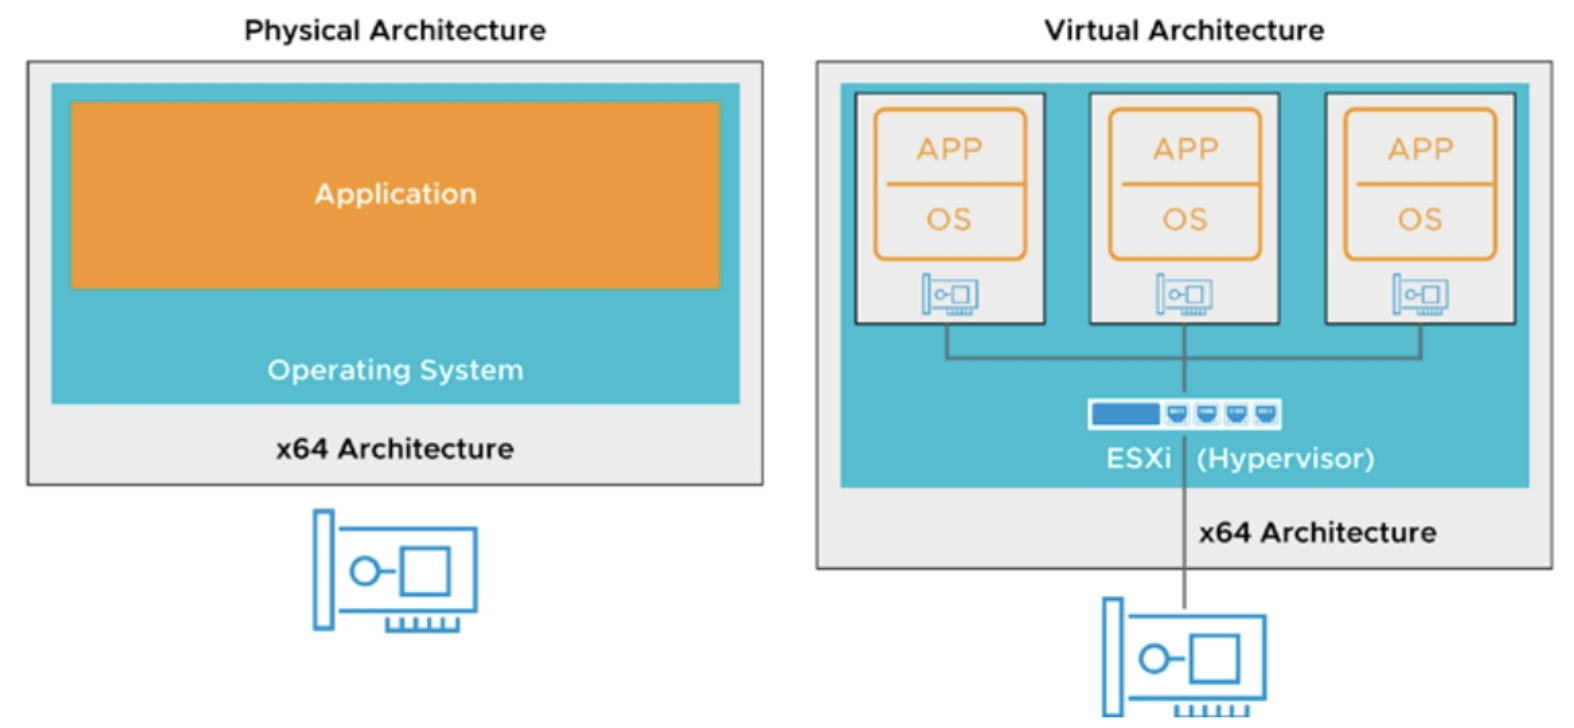 Physical Architecture
Application
Operating System
x64 Architecture
Virtual Architecture
APP
OS
APP
OS
APP
OS
ESXi (Hypervisor)
x64 Architecture